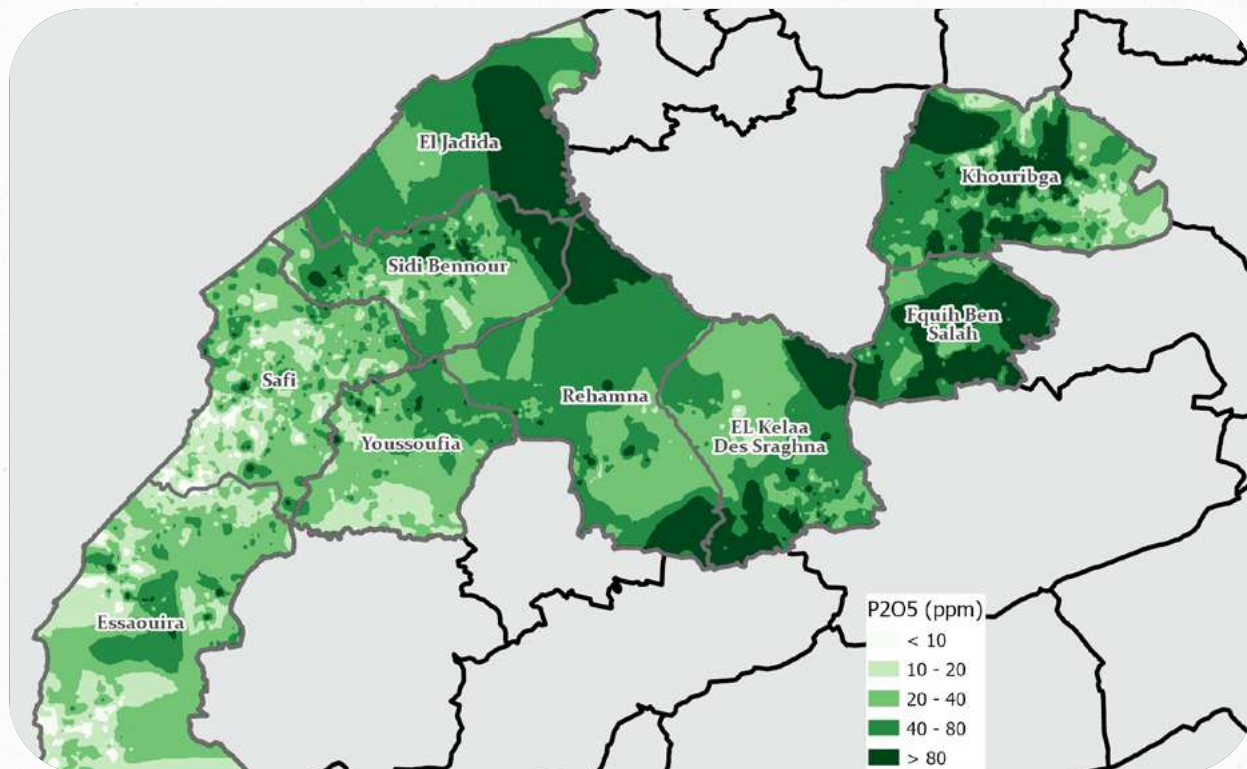 El Jadida
Khouribga
Sidi Bennour
Fquih Ben
Salah
Safi
Rehamna
Youssoufia
EL Kelaa
Des Sraghna
Essaouira
P2O5 (ppm)
< 10
10 - 20
20 - 40
40 - 80
> 80